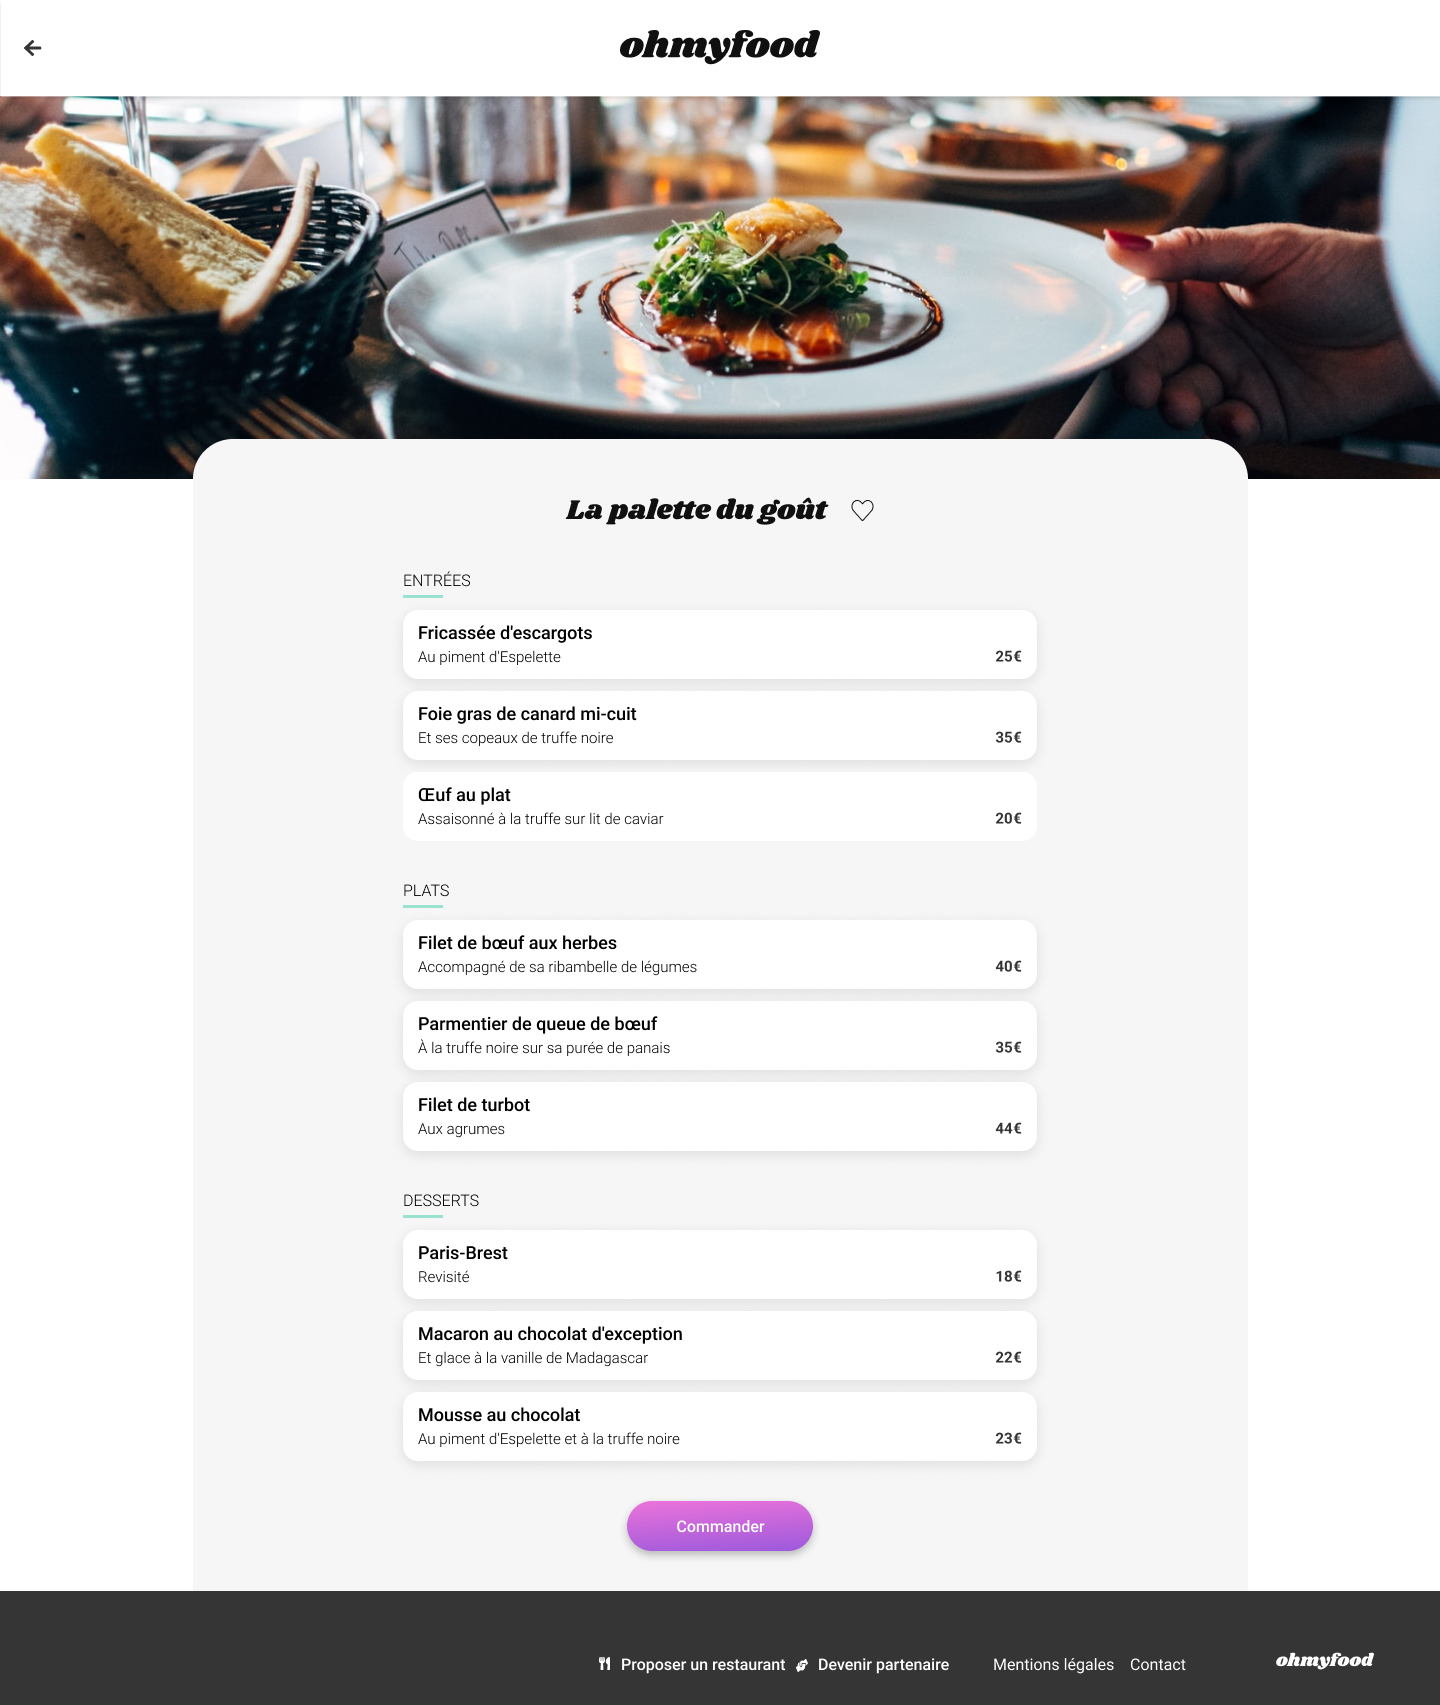 ohmyfood
La palette du goût
ENTRÉES
Fricassée d'escargots
Au piment d'Espelette
25€
Foie gras de canard mi-cuit
Et ses copeaux de truffe noire
35€
Œuf au plat
Assaisonné à la truffe sur lit de caviar
20€
PLATS
Filet de bœuf aux herbes
Accompagné de sa ribambelle de légumes
40€
Parmentier de queue de bœuf
À la truffe noire sur sa purée de panais
35€
Filet de turbot
Aux agrumes
44€
DESSERTS
Paris-Brest
Revisité
18€
Macaron au chocolat d'exception
Et glace à la vanille de Madagascar
22€
Mousse au chocolat
Au piment d'Espelette et à la truffe noire
23€
Commander
Proposer un restaurant Devenir partenaire Mentions légales Contact ohmyfood